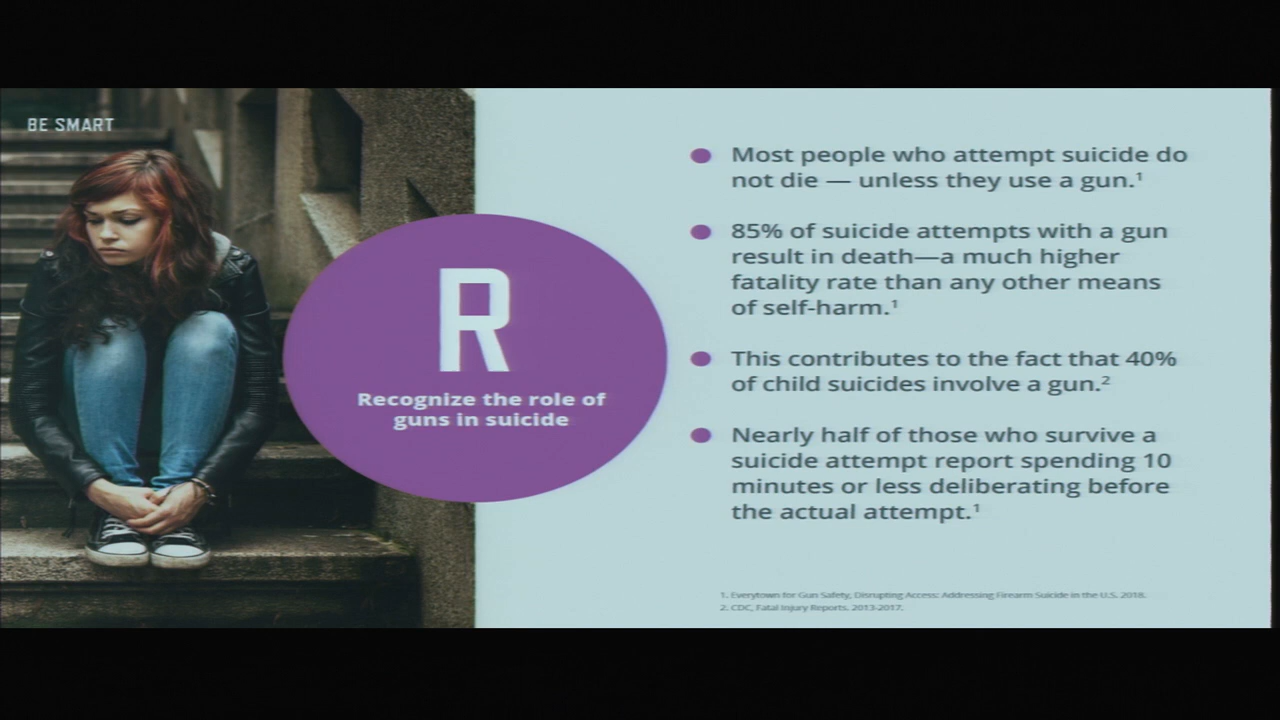 BE SMART
R
Recognize the role of
guns in suicide
Most people who attempt suicide do
not die — unless they use a gun.¹
85% of suicide attempts with a gun
result in death—a much higher
fatality rate than any other means
of self-harm.¹
This contributes to the fact that 40%
of child suicides involve a gun.²
Nearly half of those who survive a
suicide attempt report spending 10
minutes or less deliberating before
the actual attempt.¹
1. Everytown for Gun Safety, Disrupting Access: Addressing Firearm Suicide in the U.S. 2018.
2. CDC, Fatal Injury Reports. 2013-2017.